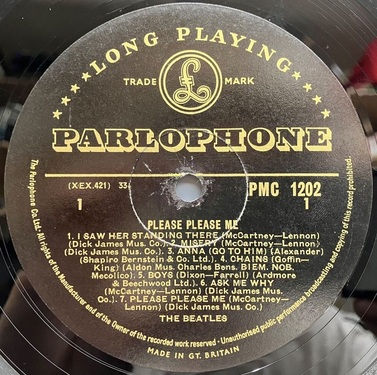 ★★★★ LONG PLAYING ★★★★
TRADE £ MARK
PARLOPHONE
(XEX.421) 33
PMC 1202
1
1
PLEASE PLEASE ME
1. I SAW HER STANDING THERE (McCartney—Lennon)
(Dick James Mus. Co.) 2. MISERY (McCartney—Lennon)
(Dick James Mus. Co.) 3. ANNA (GO TO HIM) (Alexander)
(Shapiro Bernstein & Co. Ltd.) 4. CHAINS (Goffin—
King) (Aldon Mus. Charles Bens. BIEM. NOB.
Mecolico). 5. BOYS (Dixon—Farrell) (Ardmore
& Beechwood Ltd.) 6. ASK ME WHY
(McCartney—Lennon) (Dick James Mus.
Co.) 7. PLEASE PLEASE ME (McCartney—
Lennon) (Dick James Mus. Co.)
THE BEATLES
The Parlophone Co. Ltd. All rights of the Manufacturer and of the Owner of the recorded work reserved · Unauthorised public performance broadcasting and copying of this record prohibited.
MADE IN GT. BRITAIN